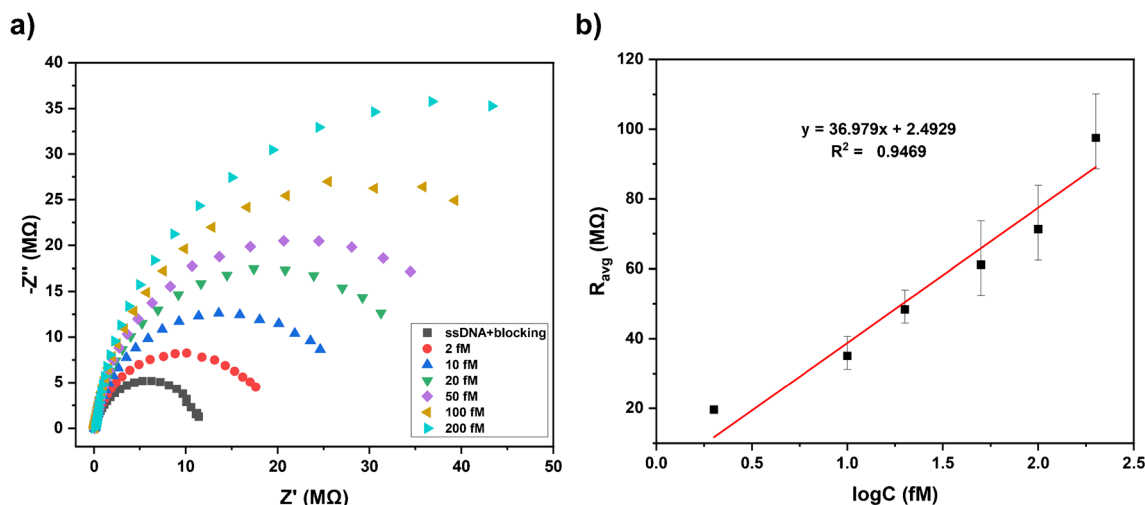 a)
40
35
30
25
20
15
10
5
0
-Z'' (MΩ)
0
10
20
30
40
50
Z' (MΩ)
ssDNA+blocking
2 fM
10 fM
20 fM
50 fM
100 fM
200 fM
b)
120
100
80
60
40
20
R_avg (MΩ)
y = 36.979x + 2.4929
R² = 0.9469
0.0
0.5
1.0
1.5
2.0
2.5
logC (fM)